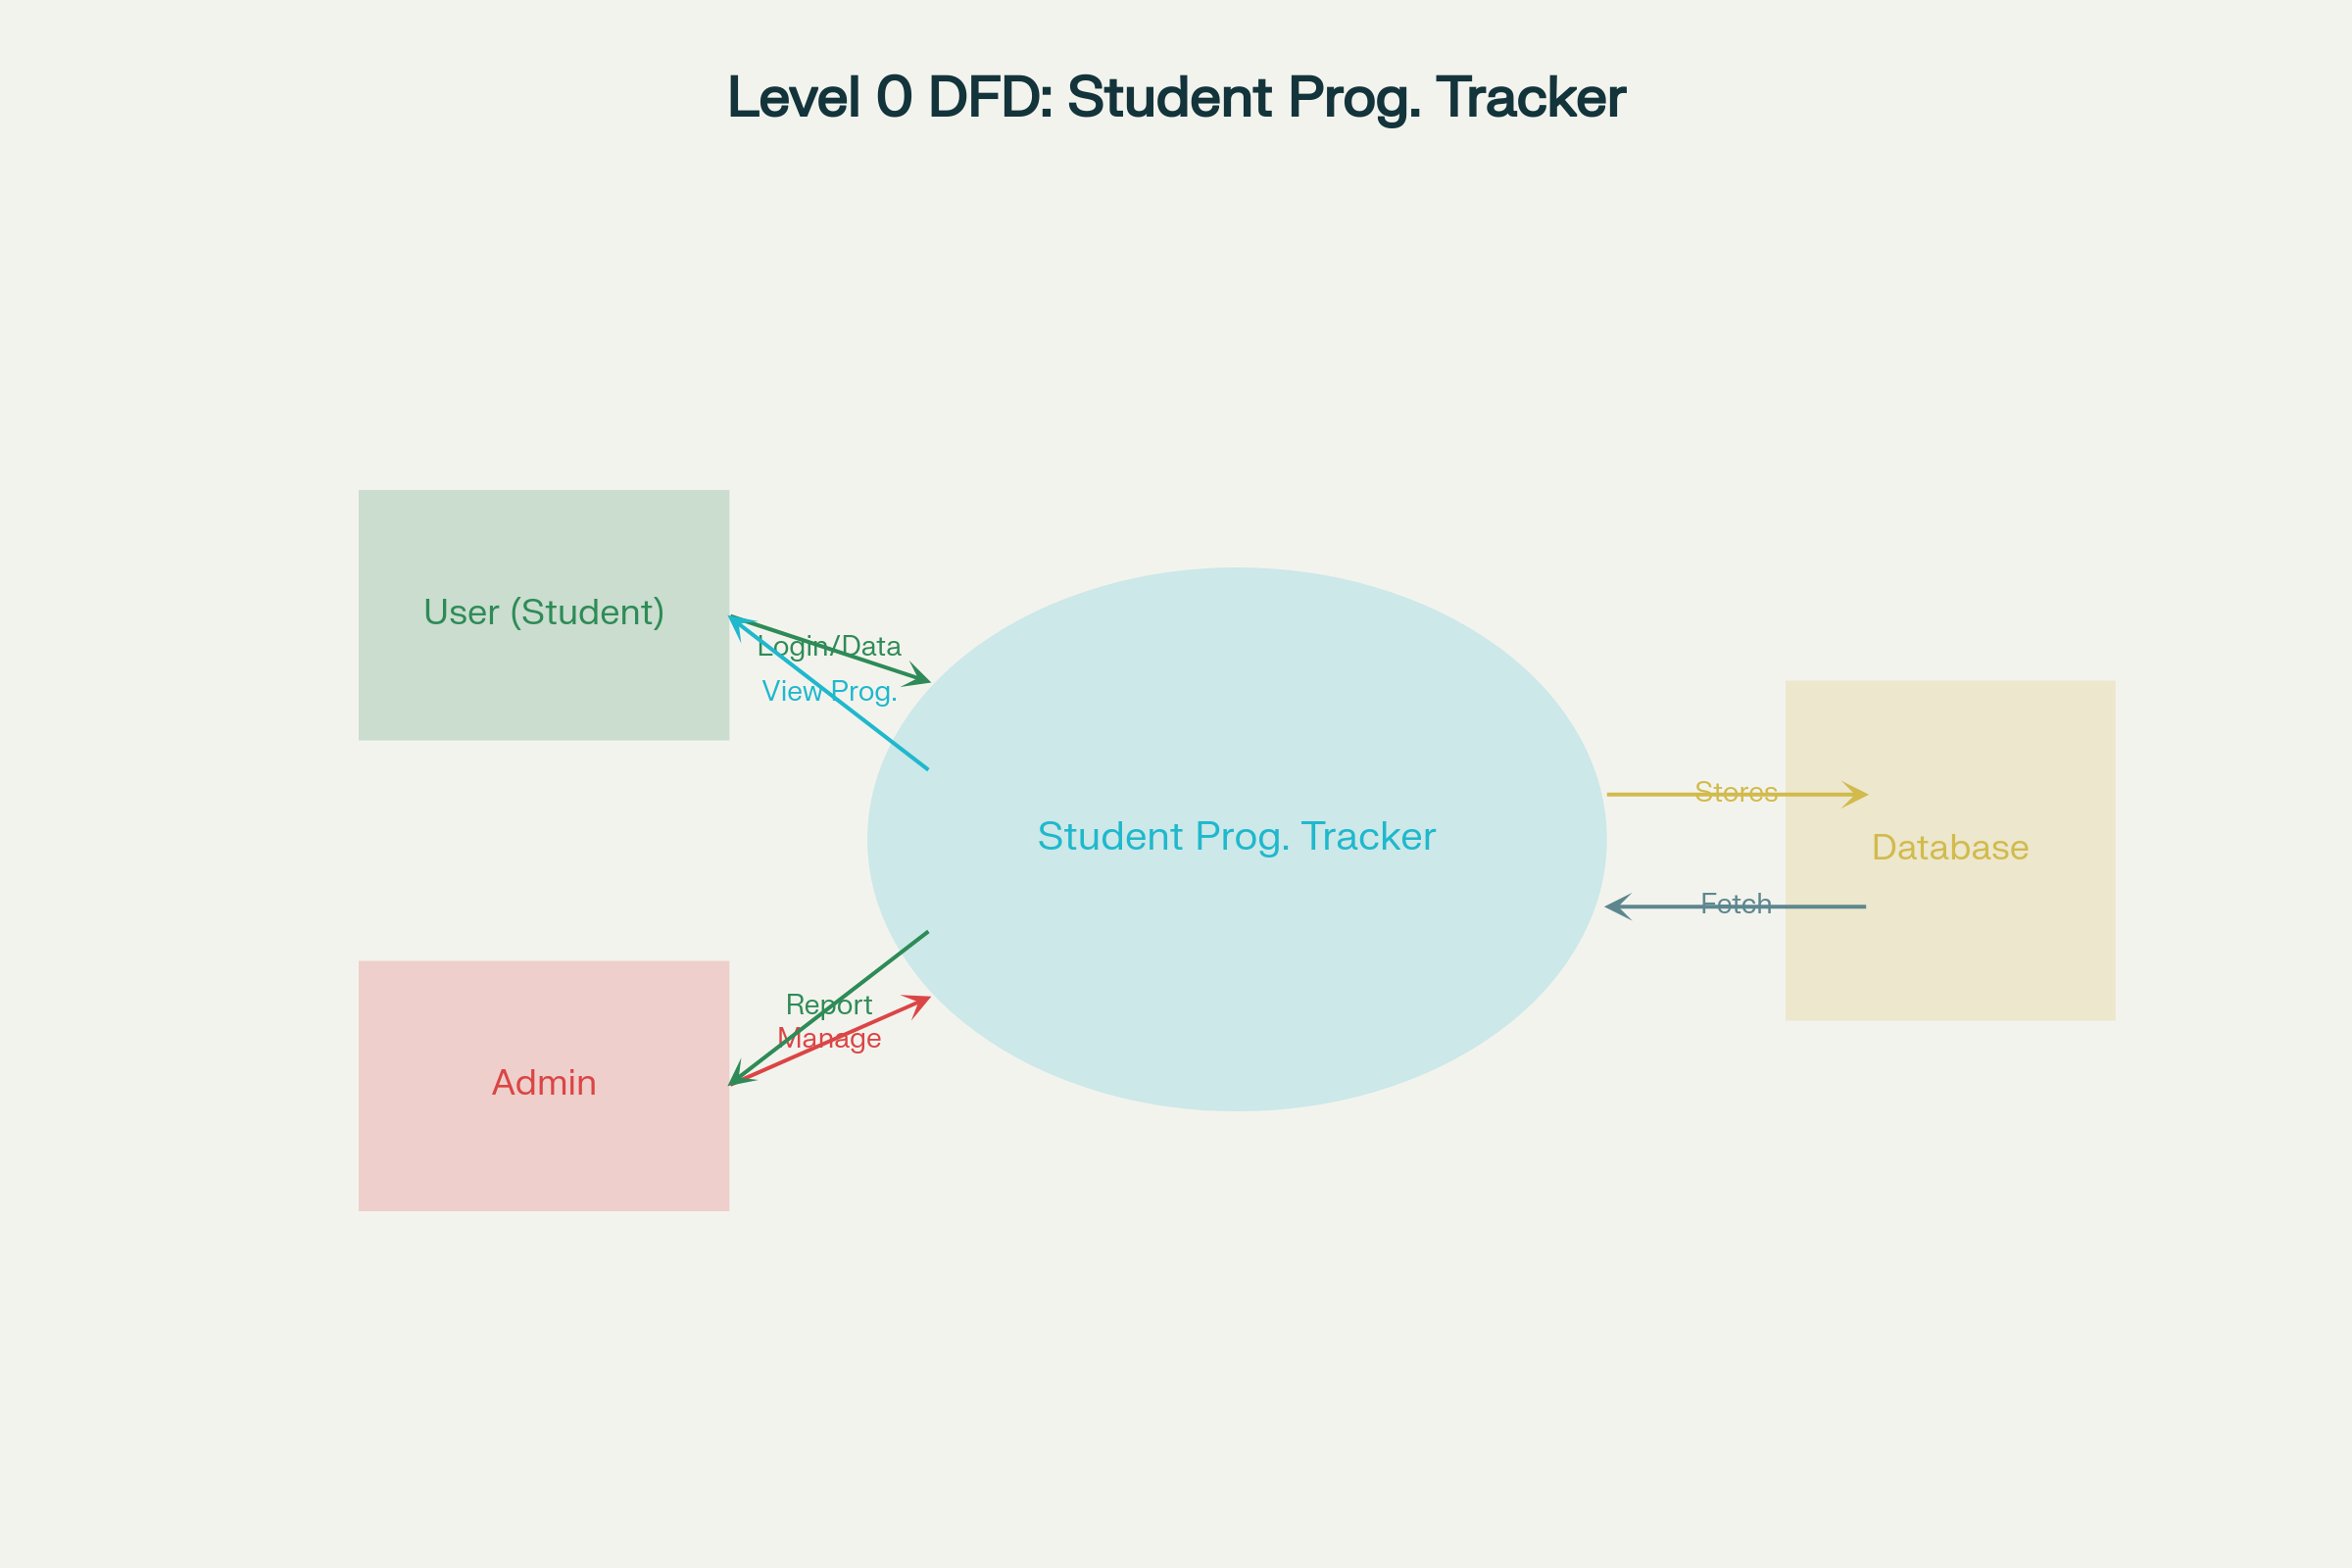 Level 0 DFD: Student Prog. Tracker
User (Student)
Login/Data
View Prog.
Student Prog. Tracker
Stores
Database
Fetch
Report
Manage
Admin